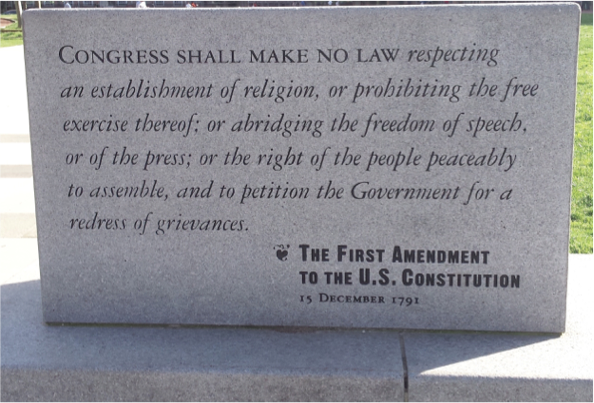 CONGRESS SHALL MAKE NO LAW respecting
an establishment of religion, or prohibiting the free
exercise thereof; or abridging the freedom of speech,
or of the press; or the right of the people peaceably
to assemble, and to petition the Government for a
redress of grievances.
THE FIRST AMENDMENT
TO THE U.S. CONSTITUTION
15 DECEMBER 1791